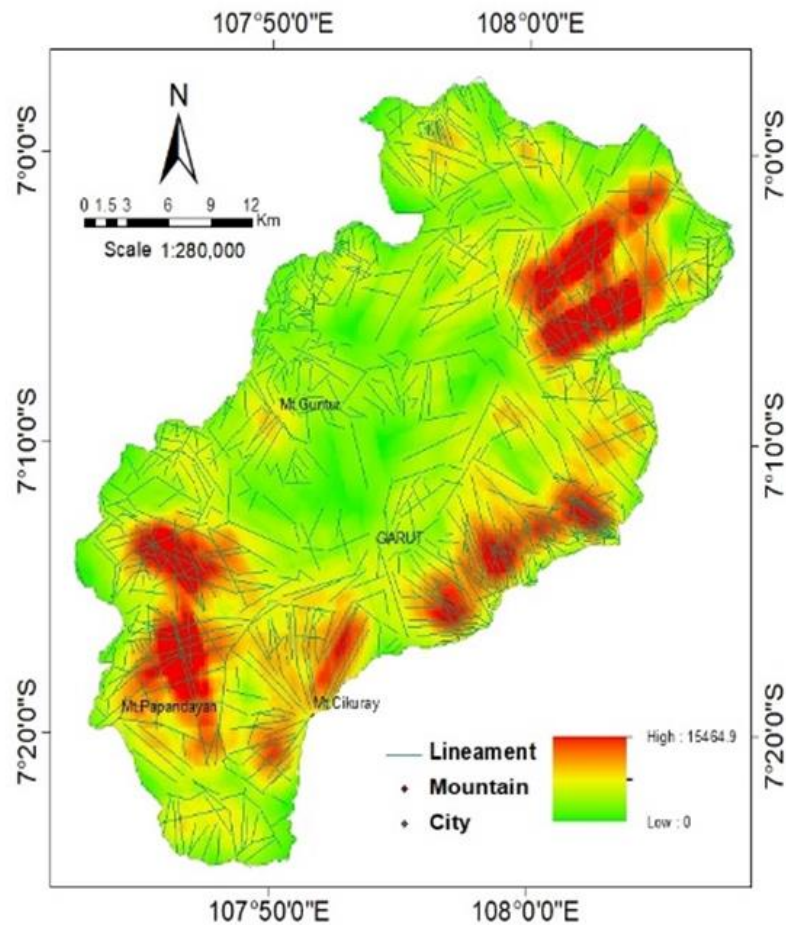 107°50'0"E 108°0'0"E
N
7°0'0"S 7°0'0"S
0 1.5 3 6 9 12
Km
Scale 1:280,000
Mt.Guntur
7°10'0"S 7°10'0"S
GARUT
Mt.Papandayan Mt.Cikuray
7°20'0"S 7°20'0"S
Lineament
Mountain
City
High : 15464.9
Low : 0
107°50'0"E 108°0'0"E